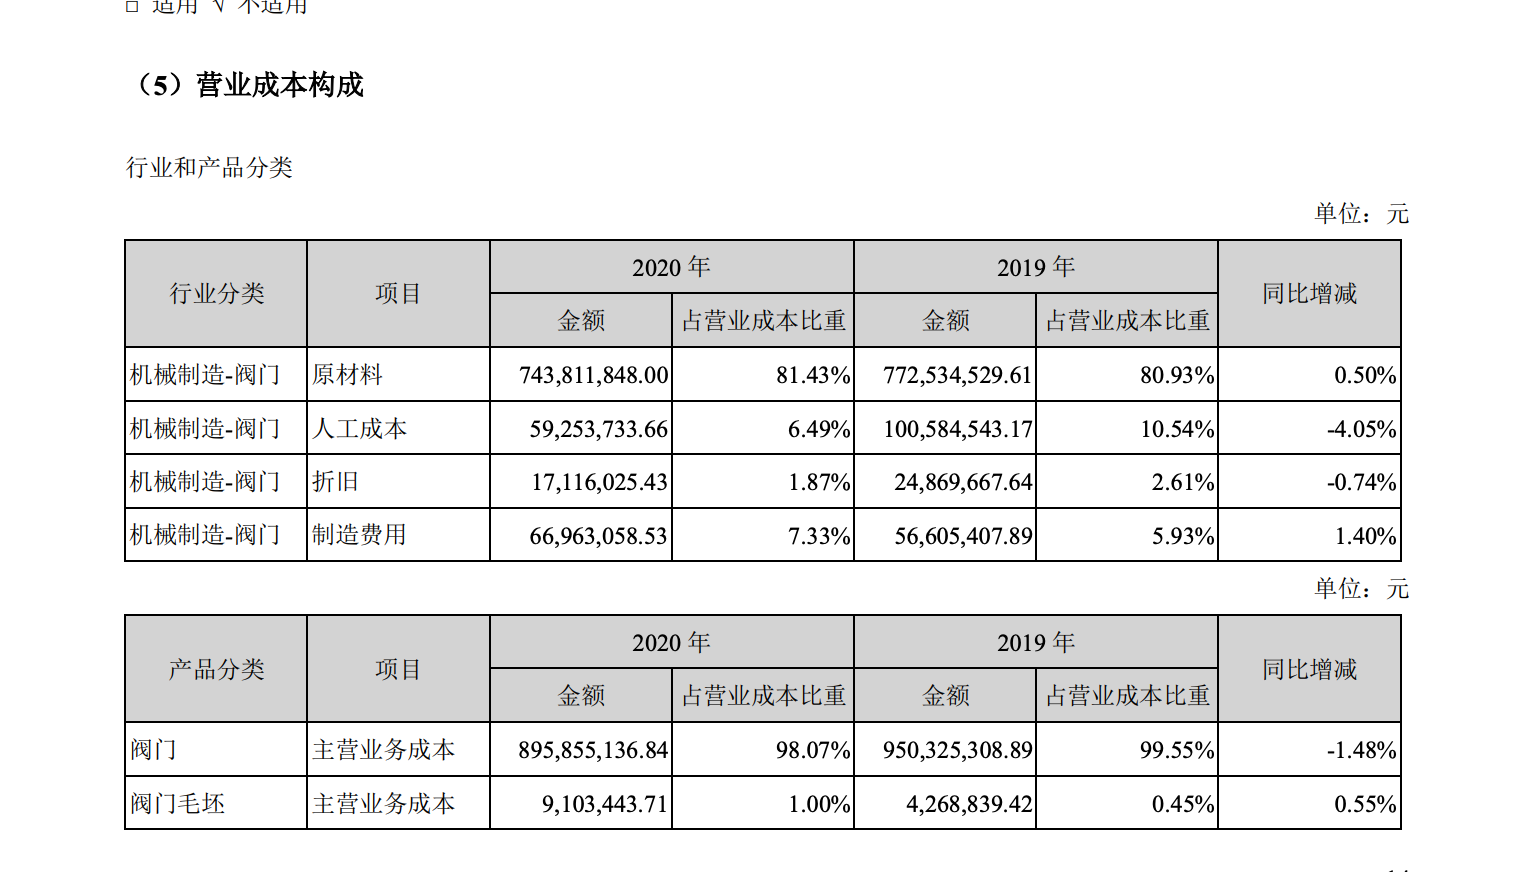 □ 适用 √ 不适用
（5）营业成本构成
行业和产品分类
单位：元
行业分类 项目 2020 年 2019 年 同比增减
金额 占营业成本比重 金额 占营业成本比重
机械制造-阀门 原材料 743,811,848.00 81.43% 772,534,529.61 80.93% 0.50%
机械制造-阀门 人工成本 59,253,733.66 6.49% 100,584,543.17 10.54% -4.05%
机械制造-阀门 折旧 17,116,025.43 1.87% 24,869,667.64 2.61% -0.74%
机械制造-阀门 制造费用 66,963,058.53 7.33% 56,605,407.89 5.93% 1.40%
单位：元
产品分类 项目 2020 年 2019 年 同比增减
金额 占营业成本比重 金额 占营业成本比重
阀门 主营业务成本 895,855,136.84 98.07% 950,325,308.89 99.55% -1.48%
阀门毛坯 主营业务成本 9,103,443.71 1.00% 4,268,839.42 0.45% 0.55%